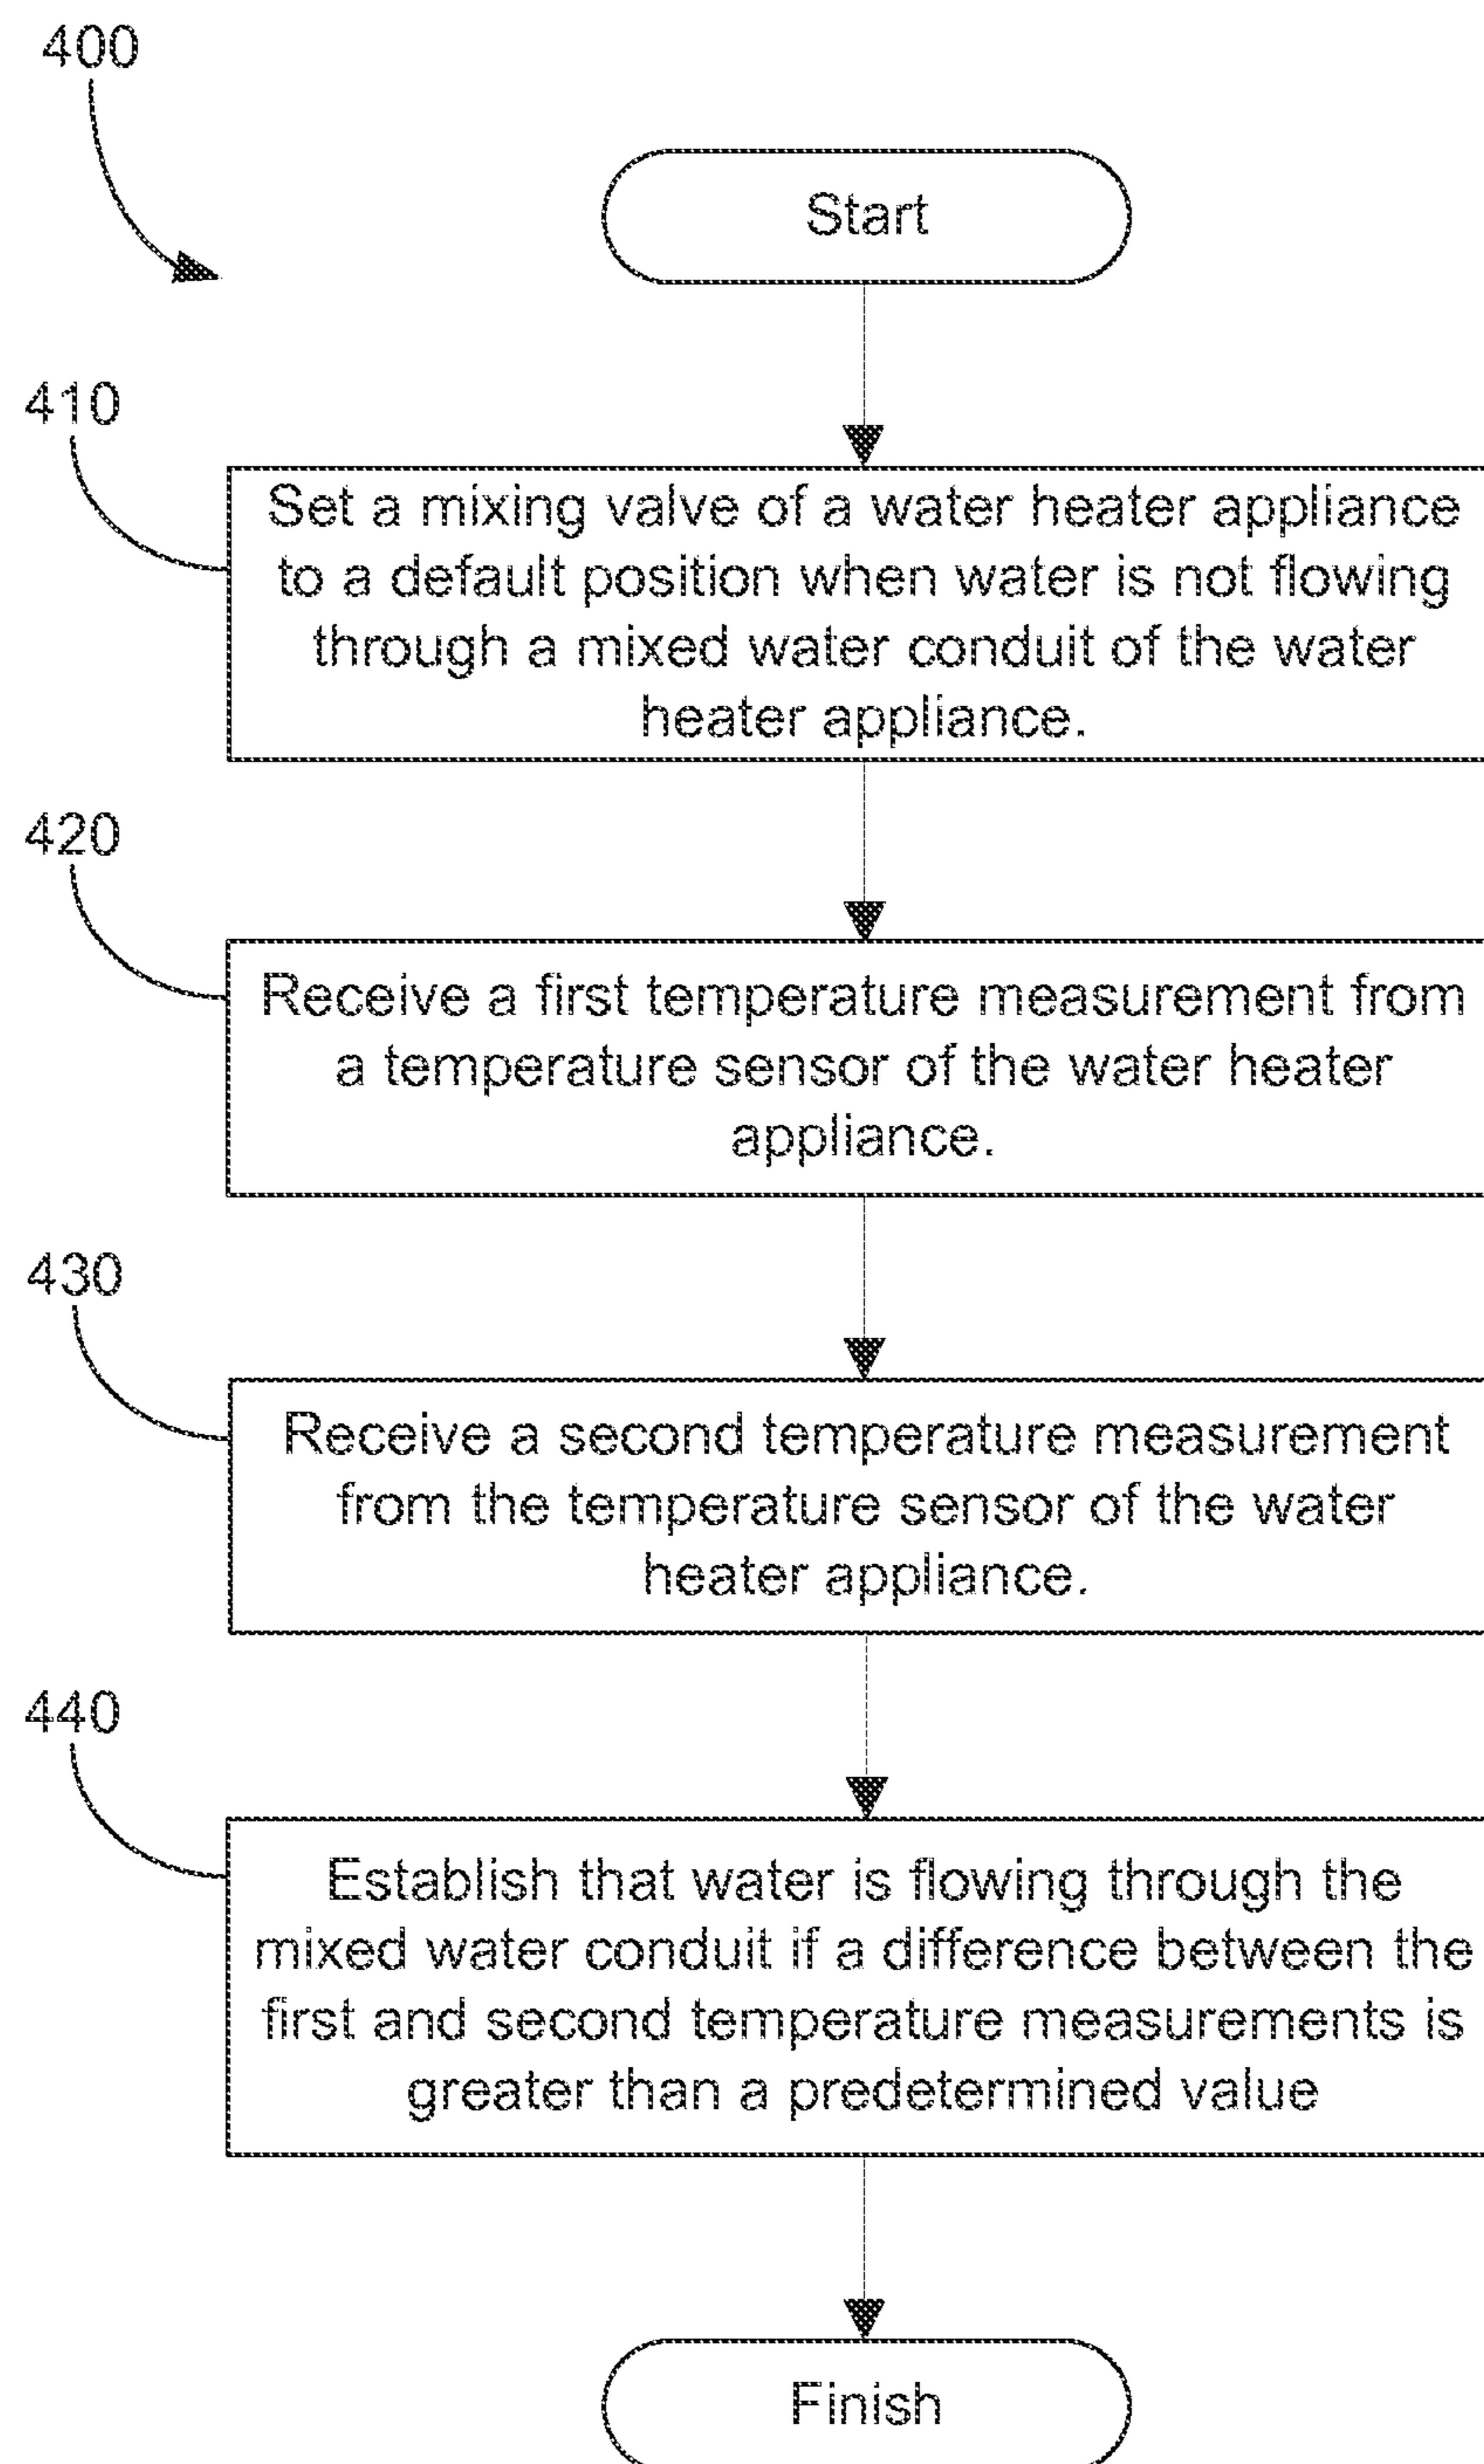 400
Start
410
Set a mixing valve of a water heater appliance
to a default position when water is not flowing
through a mixed water conduit of the water
heater appliance.
420
Receive a first temperature measurement from
a temperature sensor of the water heater
appliance.
430
Receive a second temperature measurement
from the temperature sensor of the water
heater appliance.
440
Establish that water is flowing through the
mixed water conduit if a difference between the
first and second temperature measurements is
greater than a predetermined value
Finish